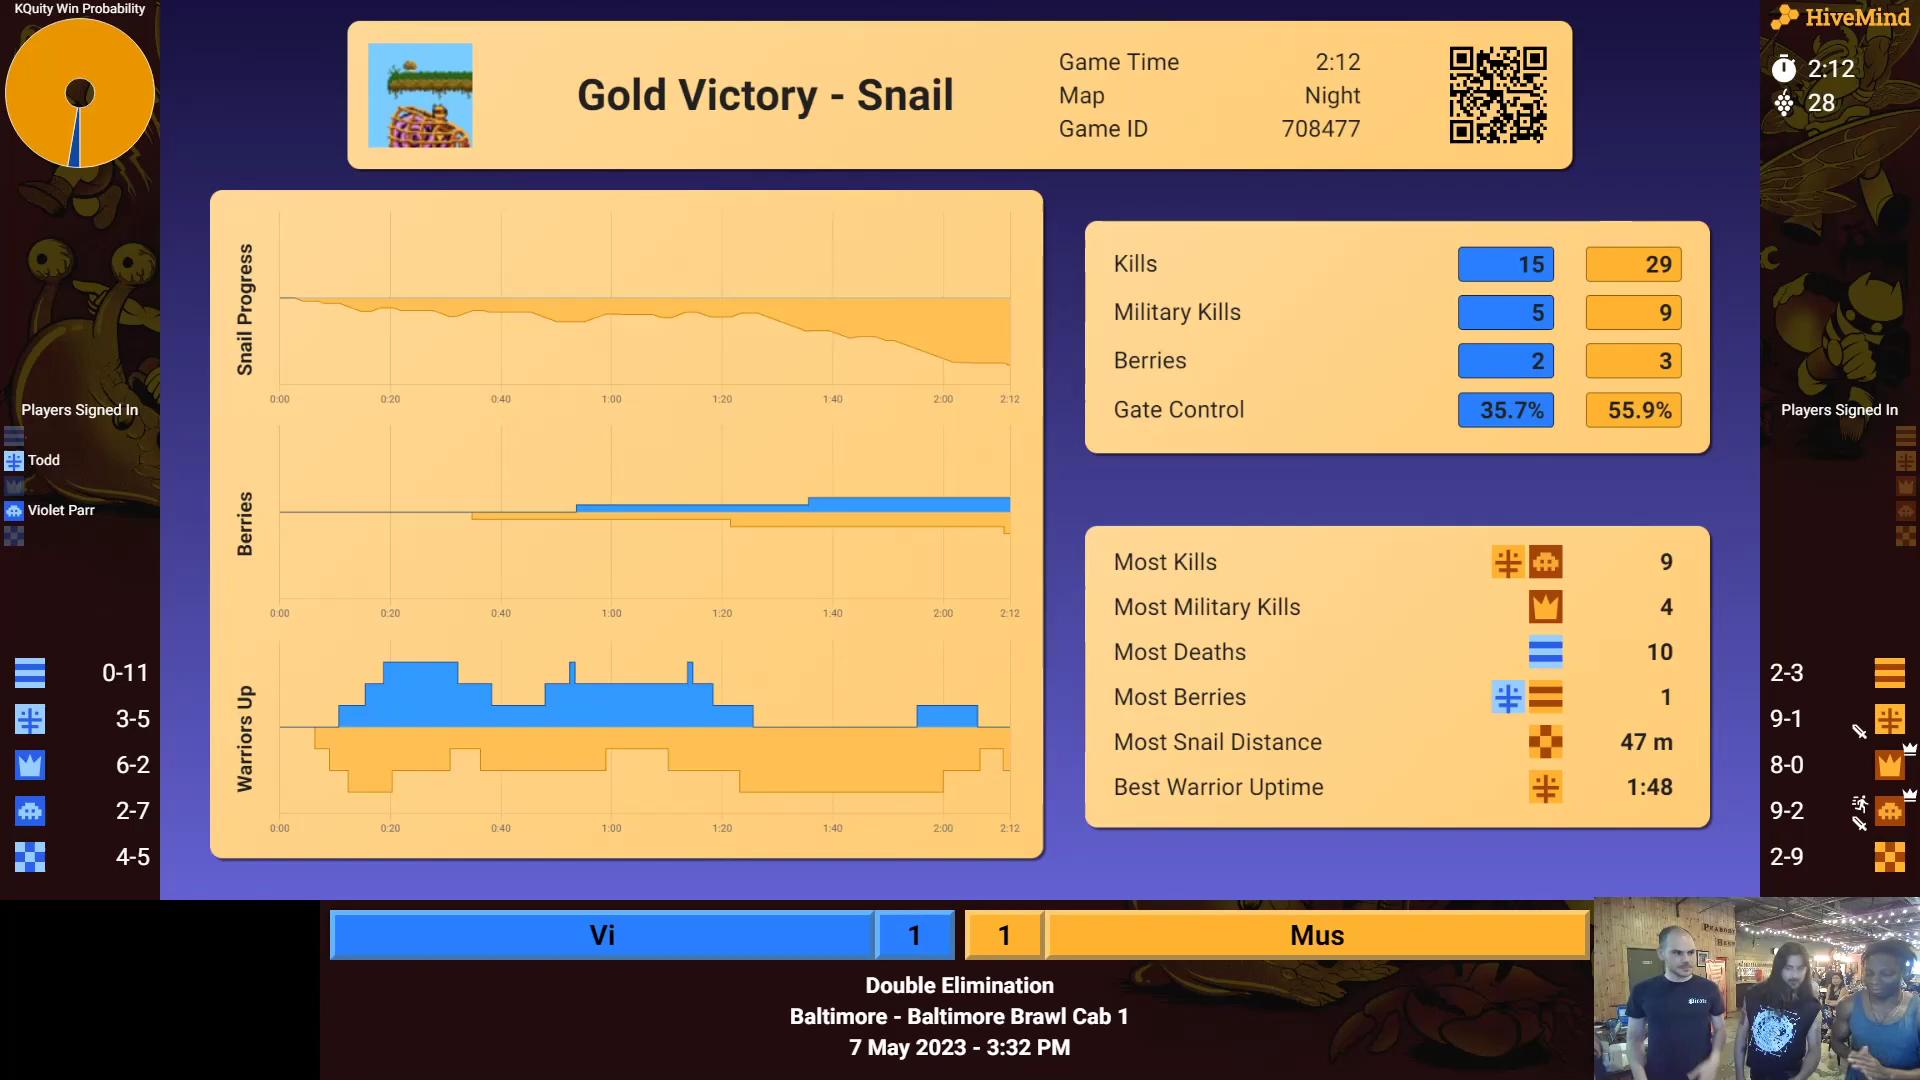 KQuity Win Probability
HiveMind
2:12
28
Gold Victory - Snail
Game Time 2:12
Map Night
Game ID 708477
Snail Progress
0:00 0:20 0:40 1:00 1:20 1:40 2:00 2:12
Berries
0:00 0:20 0:40 1:00 1:20 1:40 2:00 2:12
Warriors Up
0:00 0:20 0:40 1:00 1:20 1:40 2:00 2:12
Kills 15 29
Military Kills 5 9
Berries 2 3
Gate Control 35.7% 55.9%
Most Kills 9
Most Military Kills 4
Most Deaths 10
Most Berries 1
Most Snail Distance 47 m
Best Warrior Uptime 1:48
Players Signed In
Todd
Violet Parr
0-11
3-5
6-2
2-7
4-5
Players Signed In
2-3
9-1
8-0
9-2
2-9
Vi 1 1 Mus
Double Elimination
Baltimore - Baltimore Brawl Cab 1
7 May 2023 - 3:32 PM